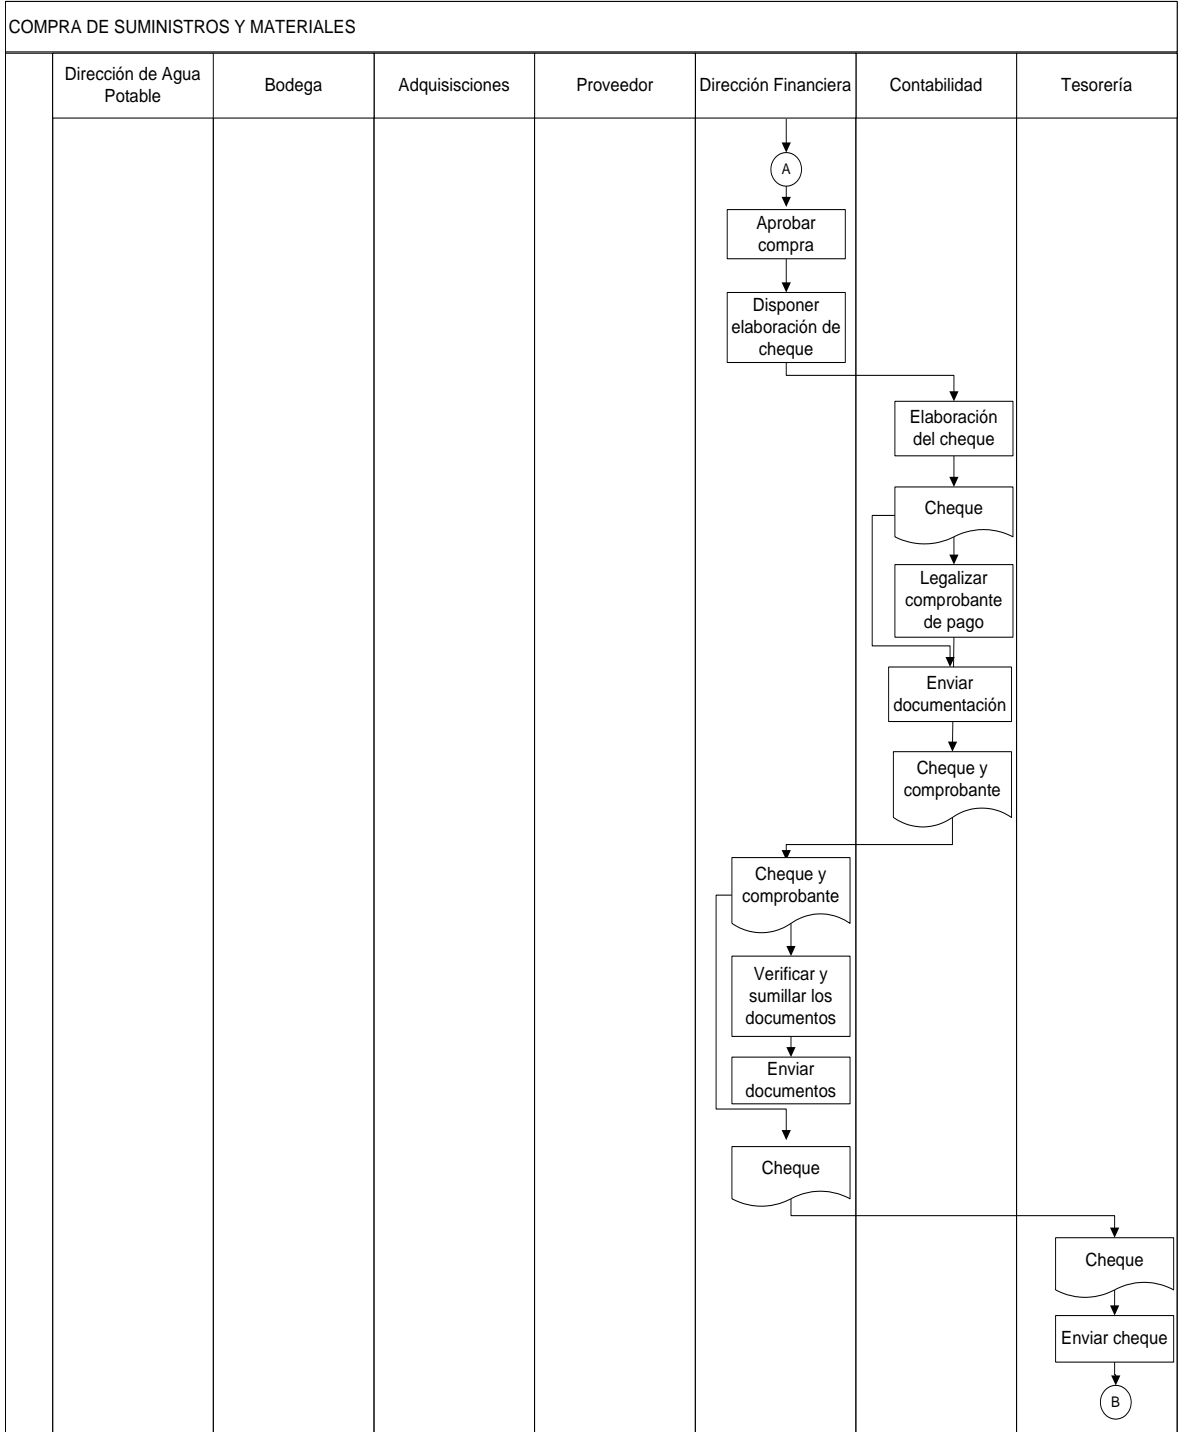 COMPRA DE SUMINISTROS Y MATERIALES
Dirección de Agua
Potable
Bodega
Adquisisciones
Proveedor
Dirección Financiera
Contabilidad
Tesorería
A
Aprobar
compra
Disponer
elaboración de
cheque
Elaboración
del cheque
Cheque
Legalizar
comprobante
de pago
Enviar
documentación
Cheque y
comprobante
Cheque y
comprobante
Verificar y
sumillar los
documentos
Enviar
documentos
Cheque
Cheque
Enviar cheque
B